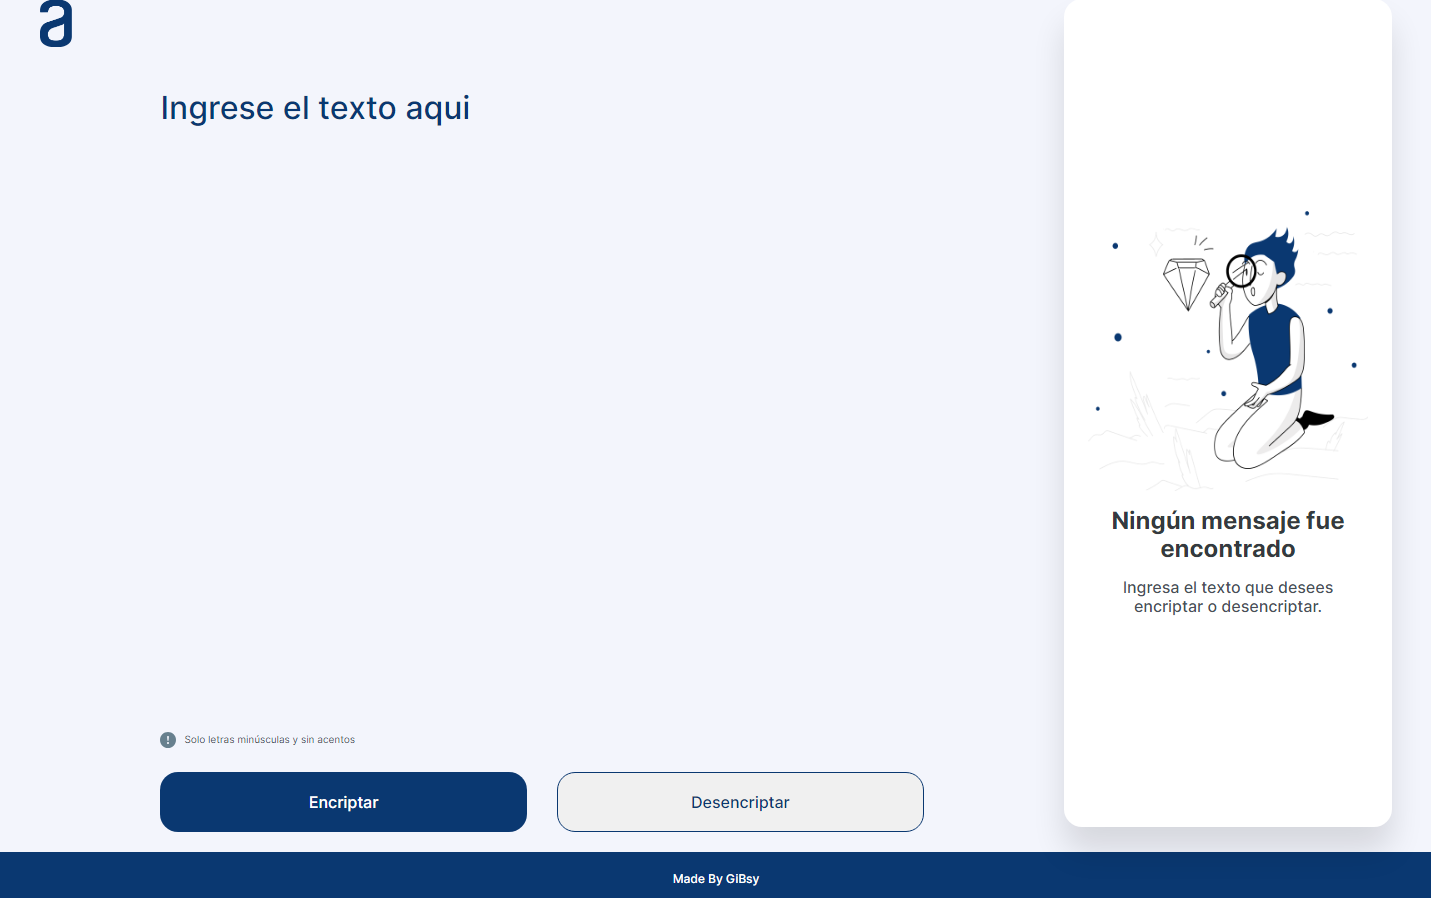 a
Ingrese el texto aqui
Ningún mensaje fue
encontrado
Ingresa el texto que desees
encriptar o desencriptar.
! Solo letras minúsculas y sin acentos
Encriptar
Desencriptar
Made By GiBsy